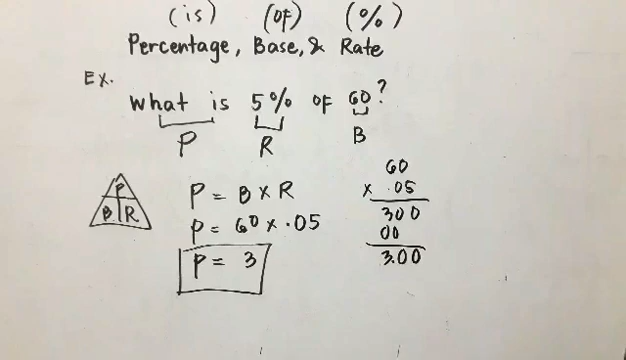 (is) (OF) (%)
Percentage, Base, & Rate
Ex.
What is 5% of 60?
P R B
P
B R
P = B x R
P = 60 x .05
P = 3
60
x .05
300
00
3.00